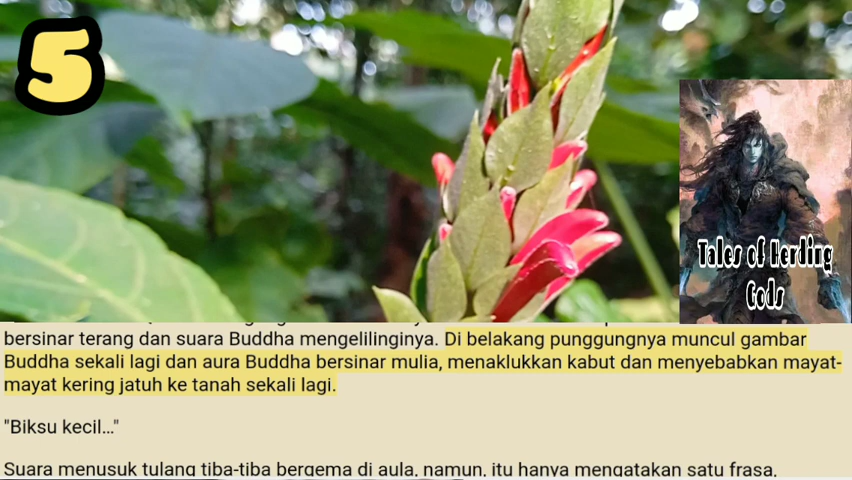 5
Tales of Herding
Gods
bersinar terang dan suara Buddha mengelilinginya. Di belakang punggungnya muncul gambar
Buddha sekali lagi dan aura Buddha bersinar mulia, menaklukkan kabut dan menyebabkan mayat-
mayat kering jatuh ke tanah sekali lagi.
"Biksu kecil..."
Suara menusuk tulang tiba-tiba bergema di aula, namun, itu hanya mengatakan satu frasa,